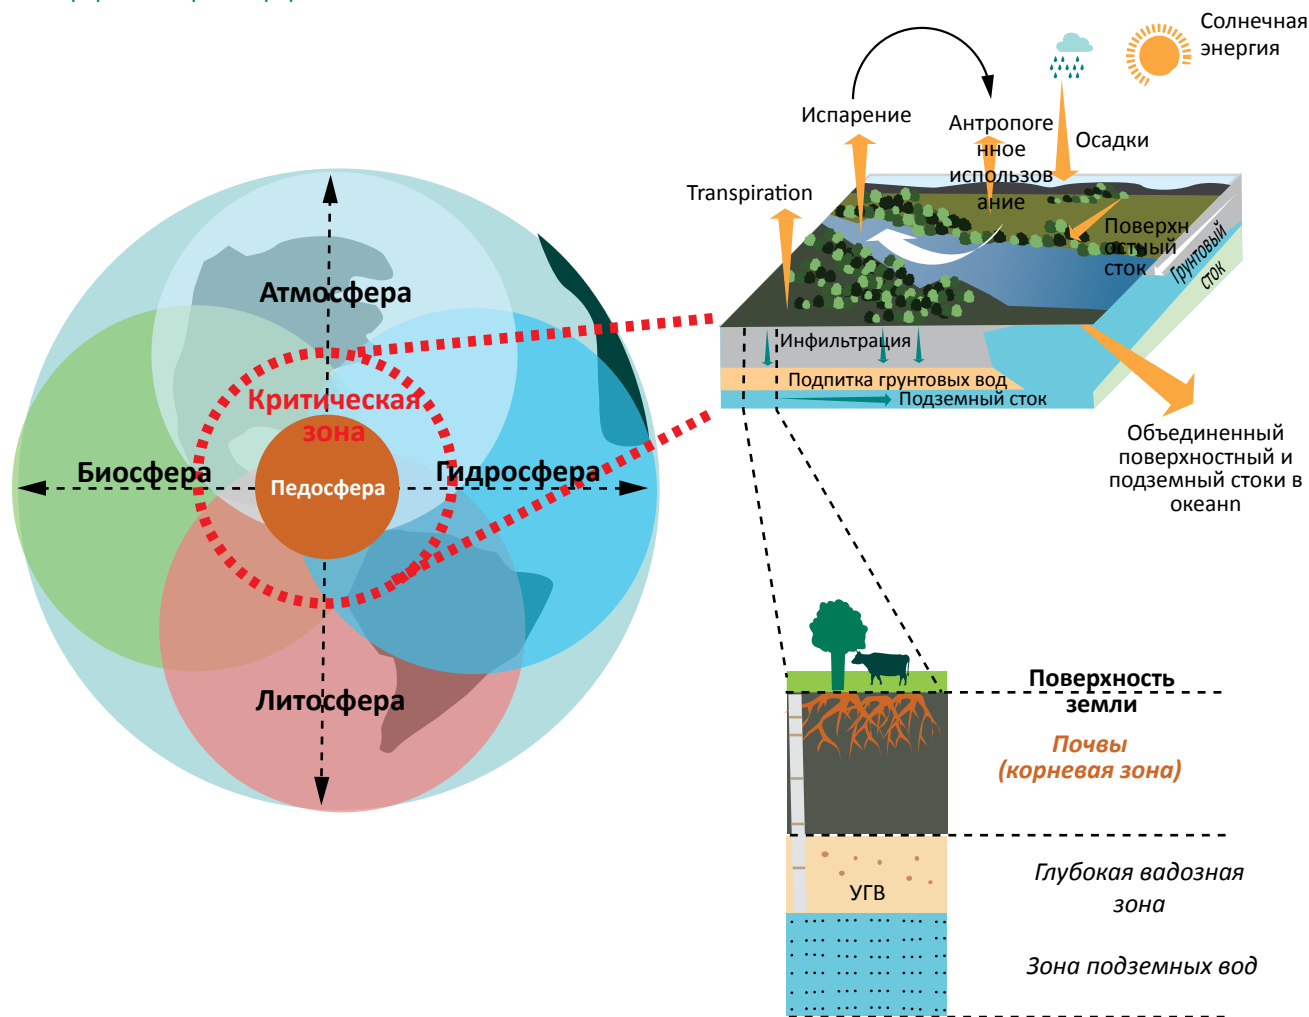 Солнечная
энергия
Испарение
Антропоге
нное
использов
ание
Осадки
Transpiration
Поверхн
остный
сток
Грунтовый
сток
Атмосфера
Инфильтрация
Подпитка грунтовых вод
Подземный сток
Критическая
зона
Биосфера
Гидросфера
Педосфера
Объединенный
поверхностный и
подземный стоки в
океанn
Литосфера
Поверхность
земли
Почвы
(корневая зона)
Глубокая вадозная
зона
УГВ
Зона подземных вод